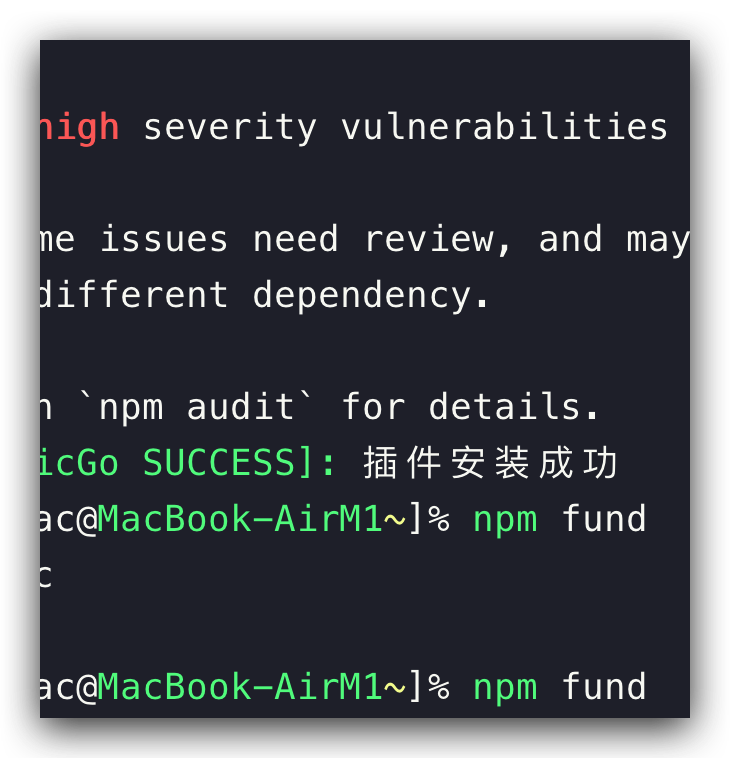 high severity vulnerabilities
me issues need review, and may
different dependency.
n `npm audit` for details.
icGo SUCCESS]: 插件安装成功
ac@MacBook-AirM1~]% npm fund
c
ac@MacBook-AirM1~]% npm fund